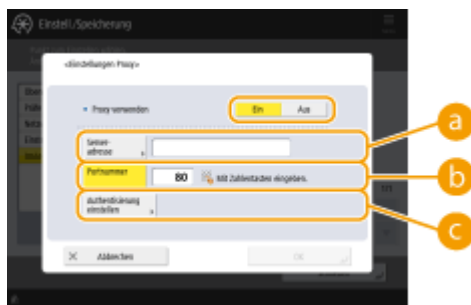 Einstell./Speicherung
<Einstellungen Proxy>
Proxy verwenden
Ein
Aus
Server-
adresse
a
Portnummer
80
Mit Zahlentasten eingeben.
b
Authentisierung
einstellen
c
Abbrechen
OK